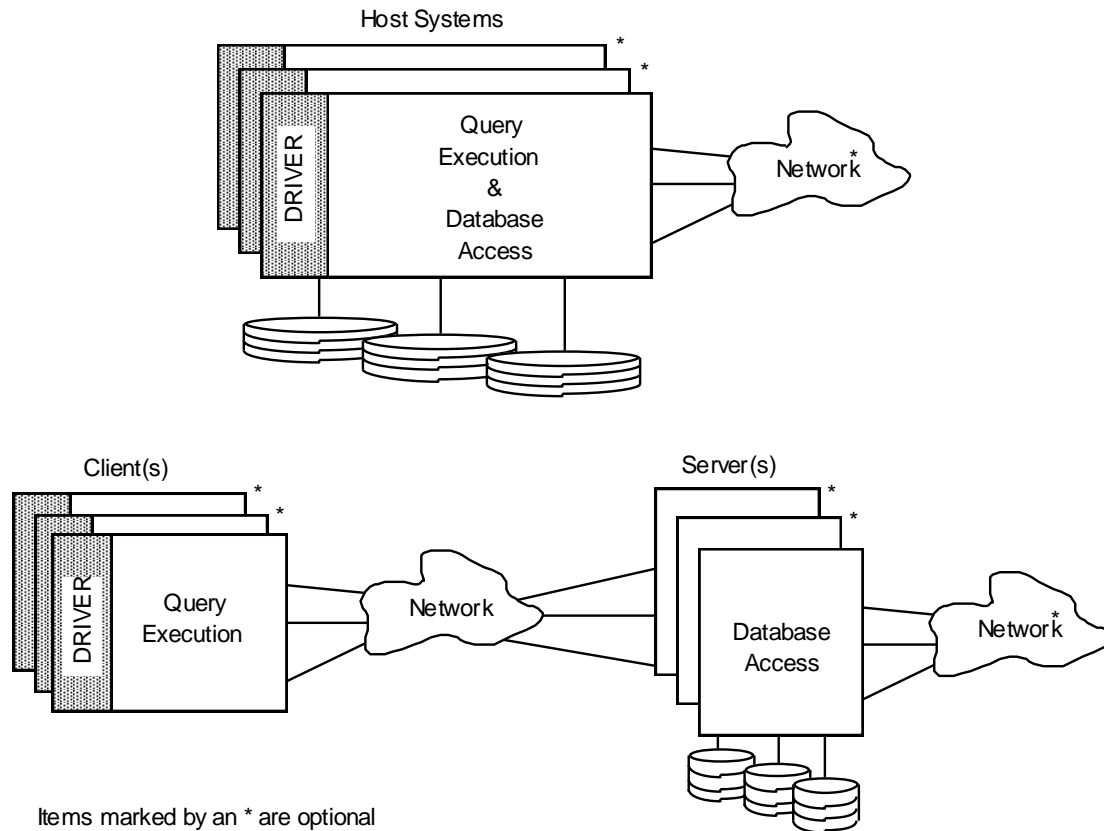 Host Systems
*
*
DRIVER
Query
Execution
&
Database
Access
Network*
Client(s)
*
*
DRIVER
Query
Execution
Network
Server(s)
*
*
Database
Access
Network*
Items marked by an * are optional